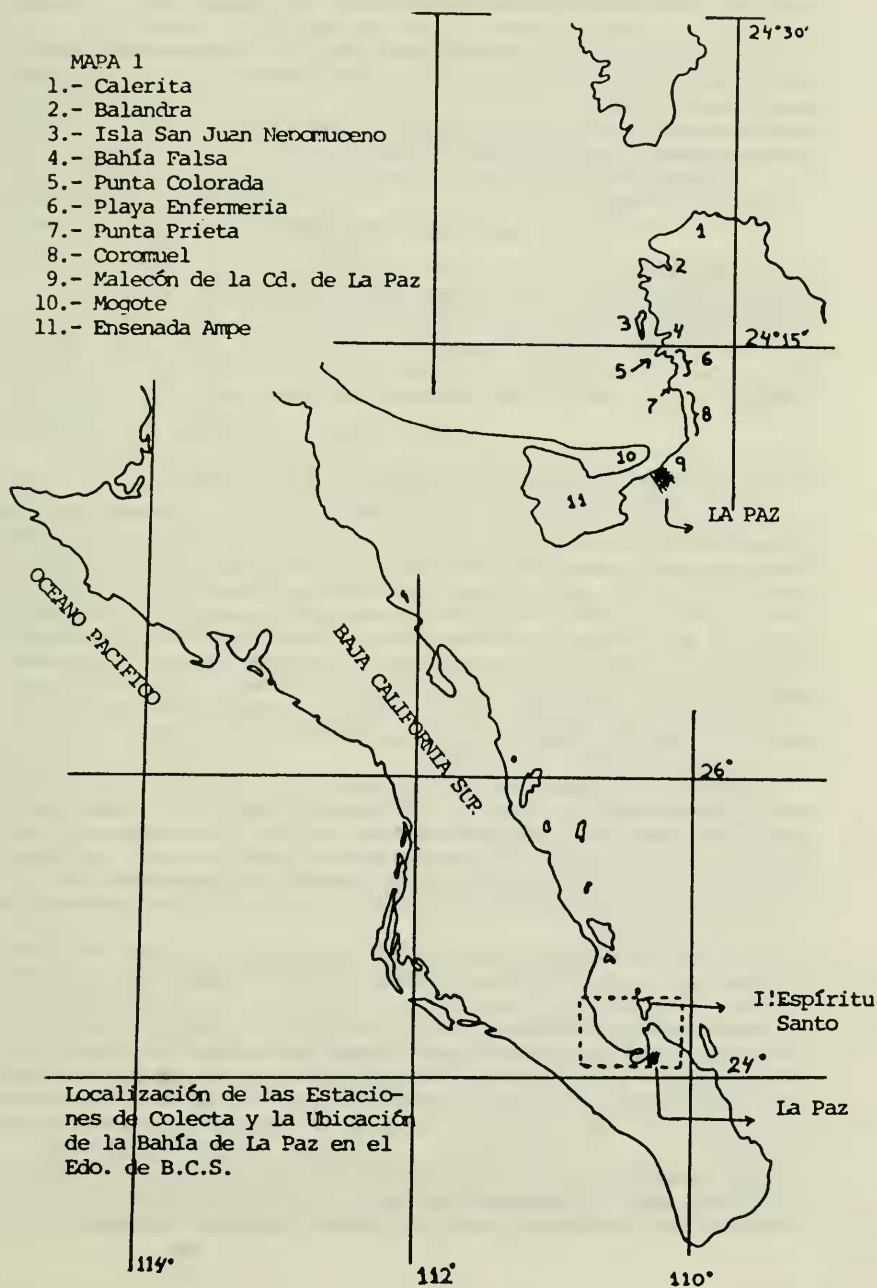 MAPA 1
1.- Calerita
2.- Balandra
3.- Isla San Juan Nepomuceno
4.- Bahía Falsa
5.- Punta Colorada
6.- Playa Enfermeria
7.- Punta Prieta
8.- Coromuel
9.- Malecón de la Cd. de La Paz
10.- Mogote
11.- Ensenada Ampe
24°30'
1
2
3
4
24°15'
5
6
7
8
9
10
11
LA PAZ
OCEANO PACIFICO
BAJA CALIFORNIA SUR.
26°
I!Espíritu
Santo
24°
La Paz
Localización de las Estacio-
nes de Colecta y la Ubicación
de la Bahía de La Paz en el
Edo. de B.C.S.
114°
112°
110°